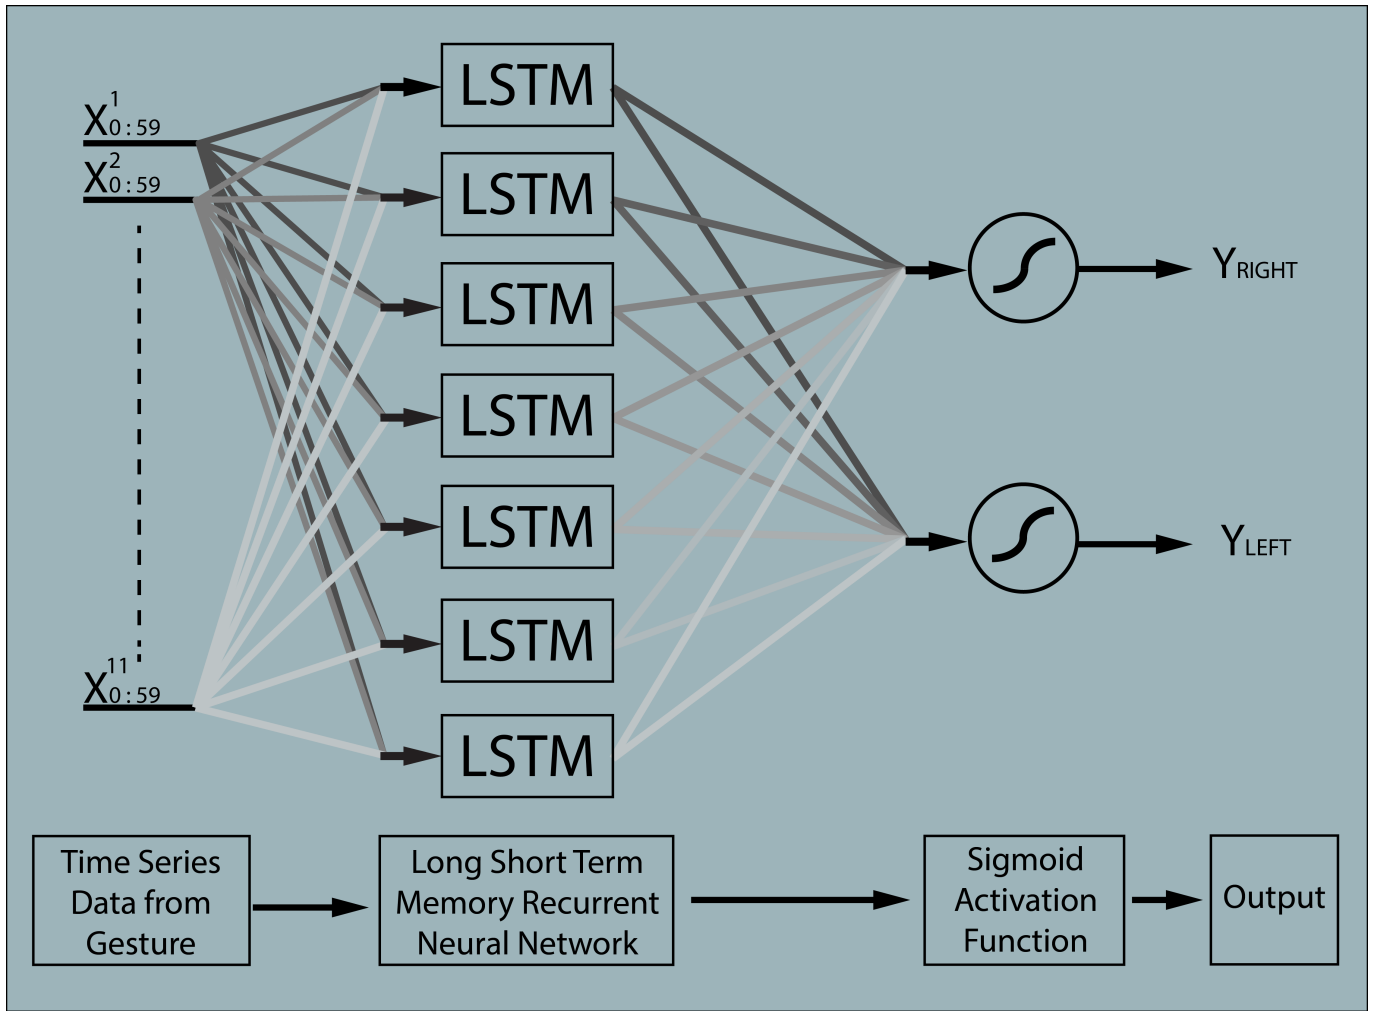 X¹₀:₅₉
X²₀:₅₉
X¹¹₀:₅₉
LSTM
LSTM
LSTM
LSTM
LSTM
LSTM
LSTM
YRIGHT
YLEFT
Time Series
Data from
Gesture
Long Short Term
Memory Recurrent
Neural Network
Sigmoid
Activation
Function
Output